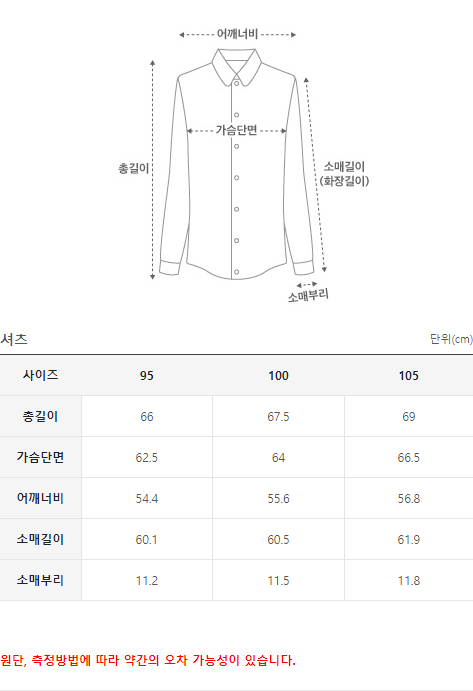 어깨너비
가슴단면
총길이
소매길이
(화장길이)
소매부리
셔츠 단위(cm)
사이즈 95 100 105
총길이 66 67.5 69
가슴단면 62.5 64 66.5
어깨너비 54.4 55.6 56.8
소매길이 60.1 60.5 61.9
소매부리 11.2 11.5 11.8
원단, 측정방법에 따라 약간의 오차 가능성이 있습니다.